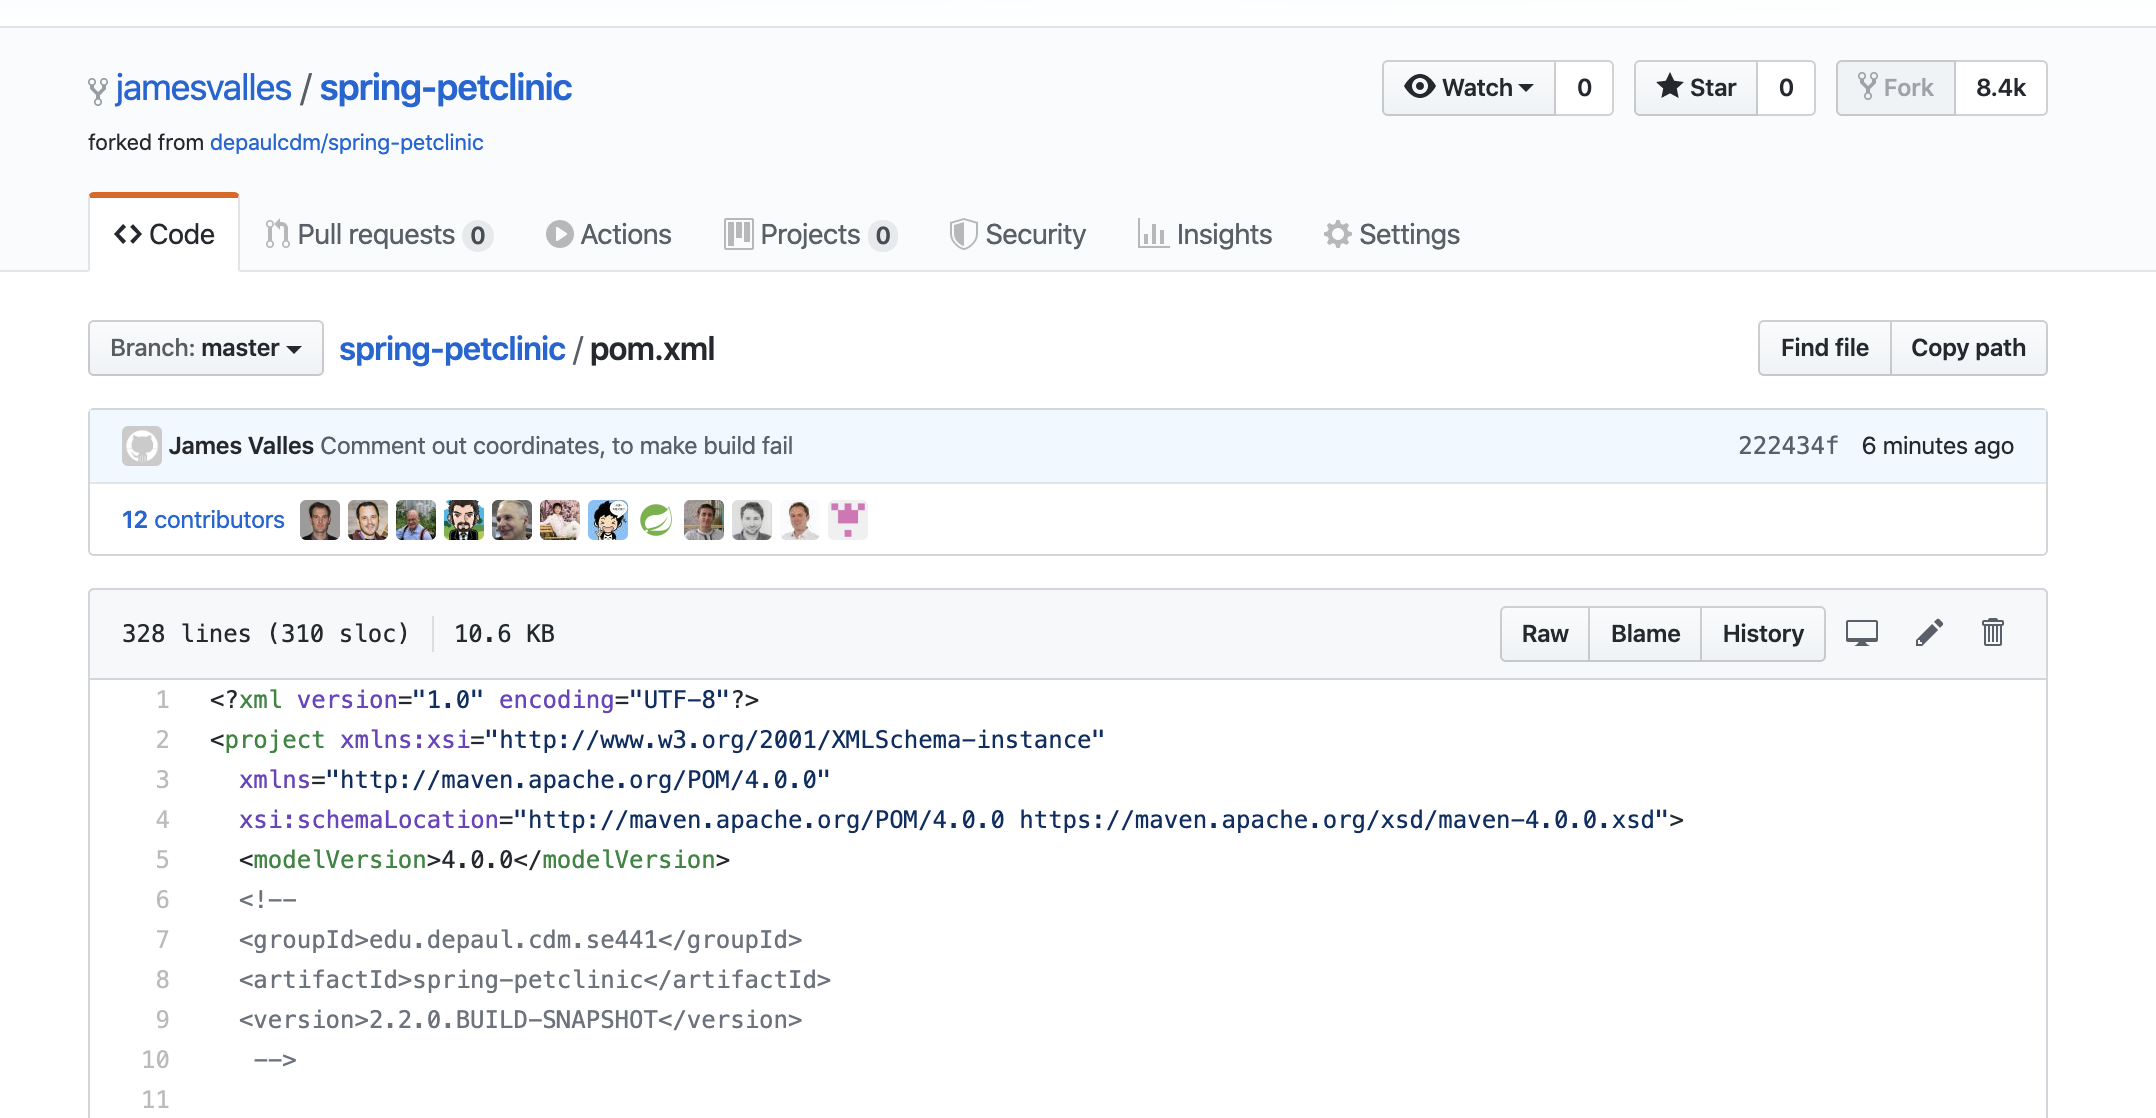 jamesvalles / spring-petclinic
Watch 0 Star 0 Fork 8.4k
forked from depaulcdm/spring-petclinic
Code Pull requests 0 Actions Projects 0 Security Insights Settings
Branch: master spring-petclinic / pom.xml Find file Copy path
James Valles Comment out coordinates, to make build fail 222434f 6 minutes ago
12 contributors
328 lines (310 sloc) 10.6 KB Raw Blame History
1 <?xml version="1.0" encoding="UTF-8"?>
2 <project xmlns:xsi="http://www.w3.org/2001/XMLSchema-instance"
3 xmlns="http://maven.apache.org/POM/4.0.0"
4 xsi:schemaLocation="http://maven.apache.org/POM/4.0.0 https://maven.apache.org/xsd/maven-4.0.0.xsd">
5 <modelVersion>4.0.0</modelVersion>
6 <!--
7 <groupId>edu.depaul.cdm.se441</groupId>
8 <artifactId>spring-petclinic</artifactId>
9 <version>2.2.0.BUILD-SNAPSHOT</version>
10 -->
11